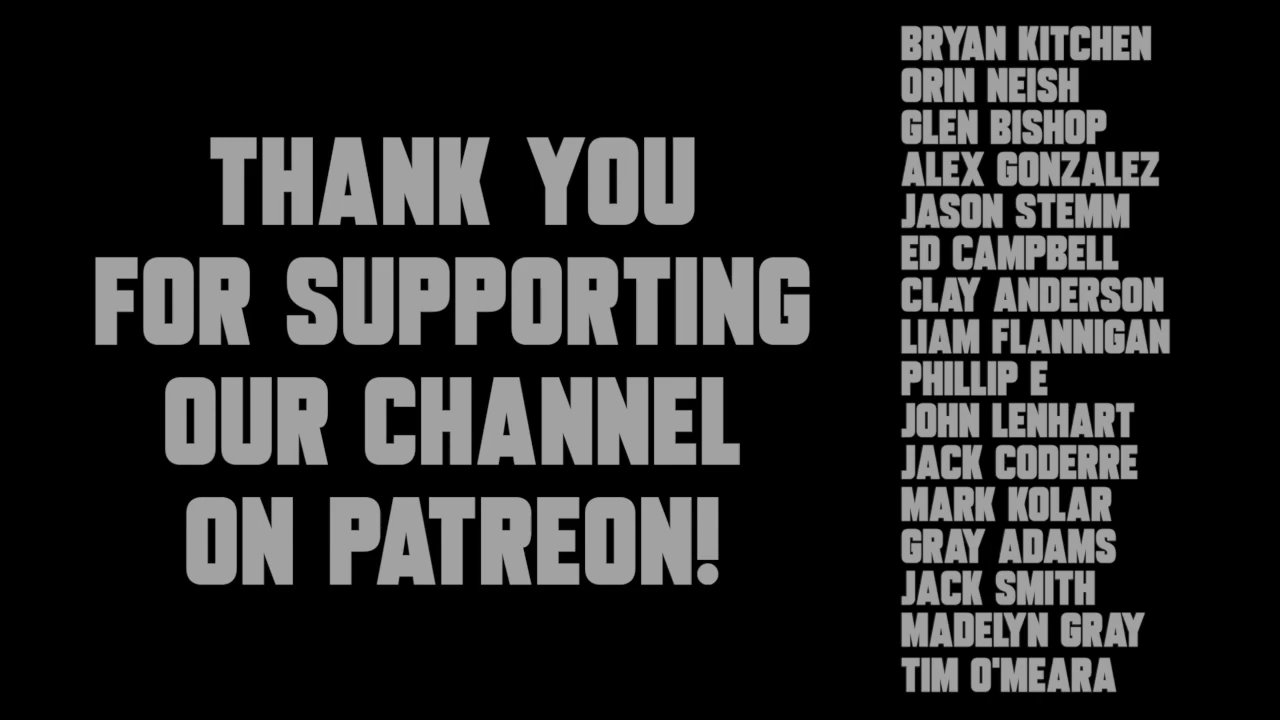 THANK YOU
FOR SUPPORTING
OUR CHANNEL
ON PATREON!
BRYAN KITCHEN
ORIN NEISH
GLEN BISHOP
ALEX GONZALEZ
JASON STEMM
ED CAMPBELL
CLAY ANDERSON
LIAM FLANNIGAN
PHILLIP E
JOHN LENHART
JACK CODERRE
MARK KOLAR
GRAY ADAMS
JACK SMITH
MADELYN GRAY
TIM O'MEARA